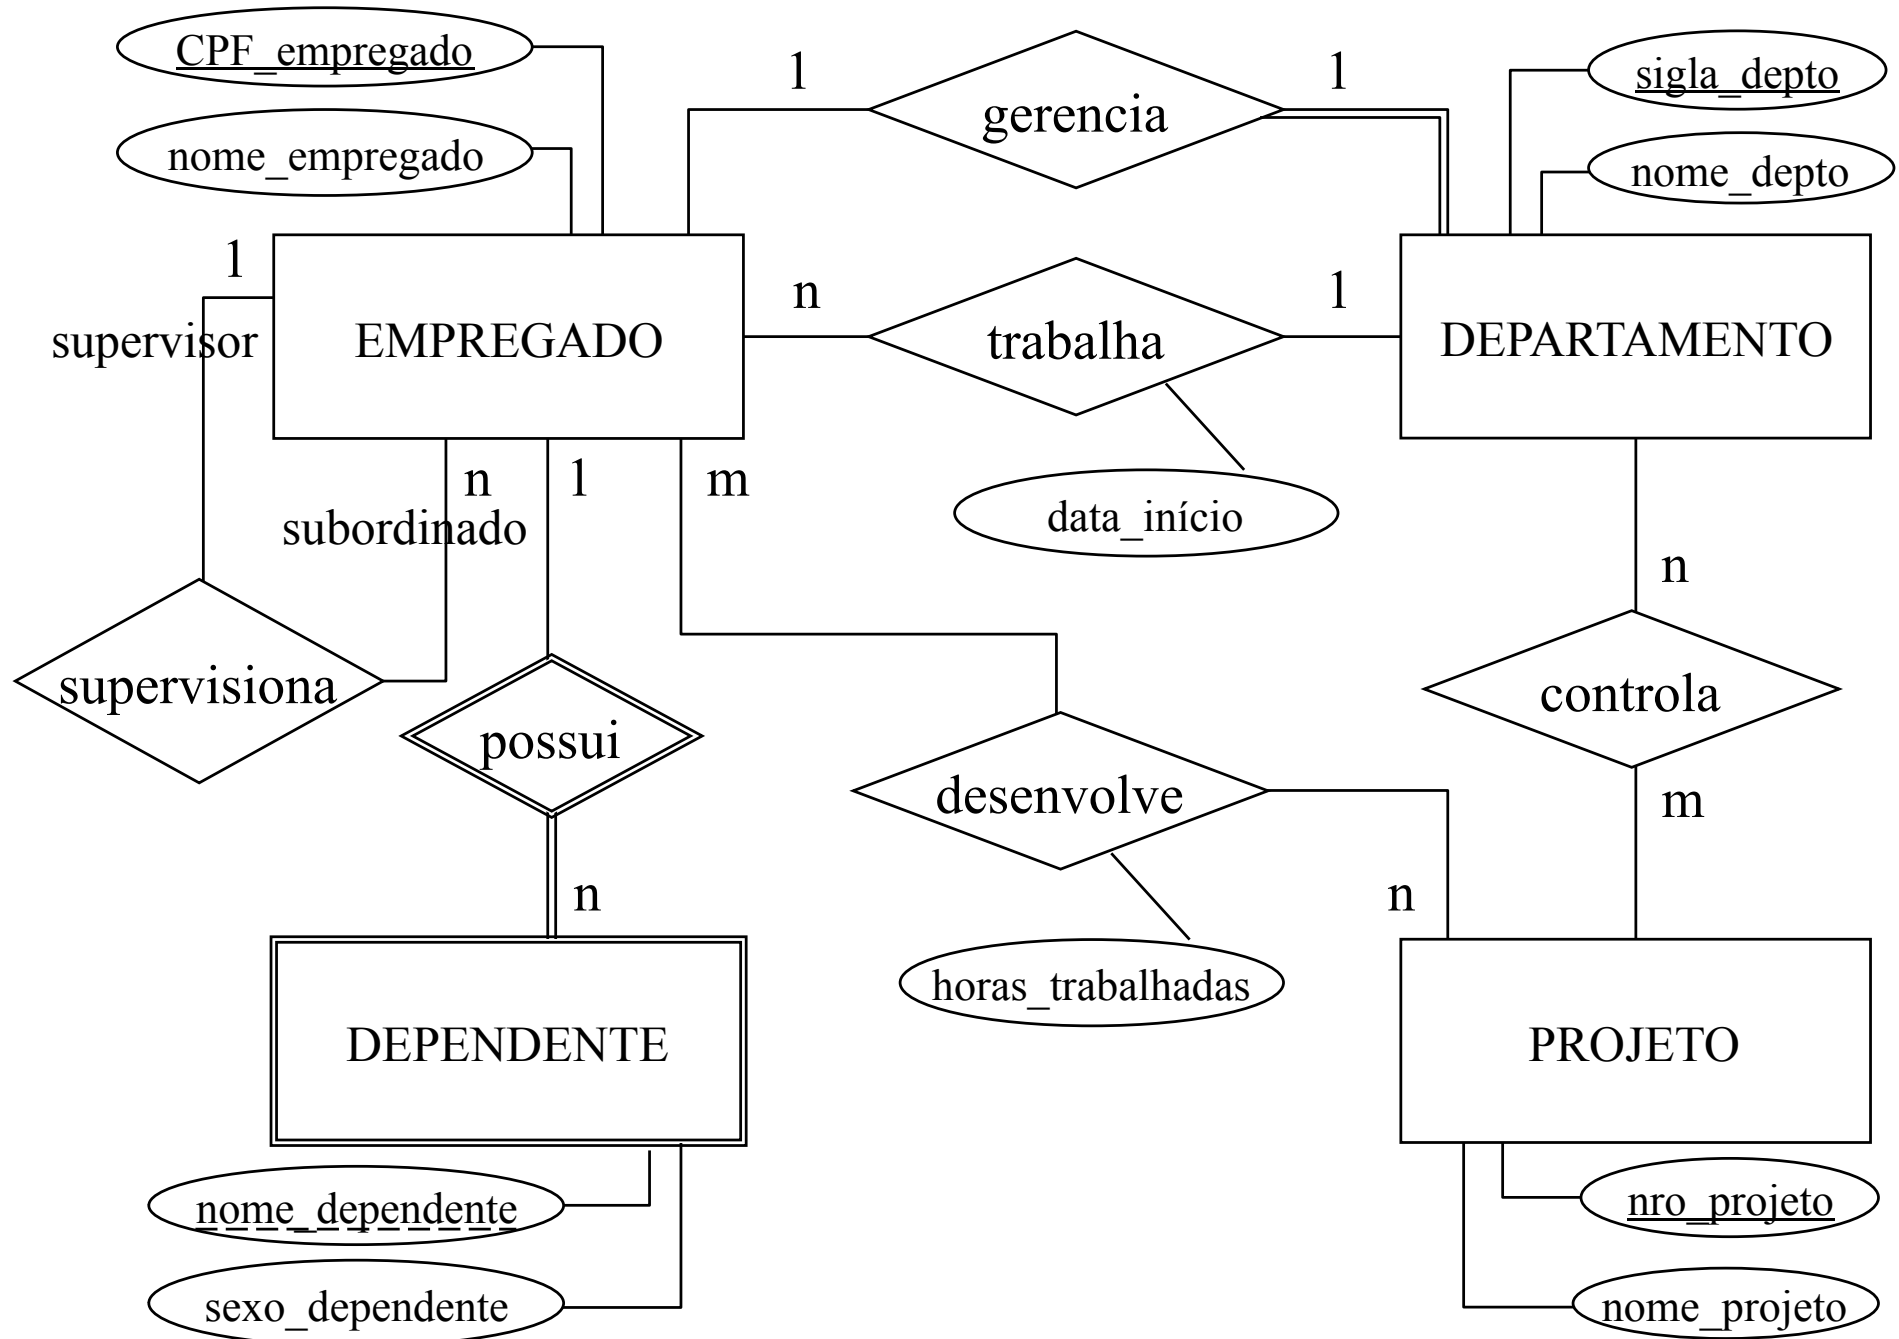 CPF_empregado
1
gerencia
1
sigla_depto
nome_empregado
nome_depto
1
supervisor
EMPREGADO
n
trabalha
1
DEPARTAMENTO
n
subordinado
1
m
data_início
n
supervisiona
possui
desenvolve
controla
m
n
n
horas_trabalhadas
DEPENDENTE
PROJETO
nome_dependente
nro_projeto
sexo_dependente
nome_projeto